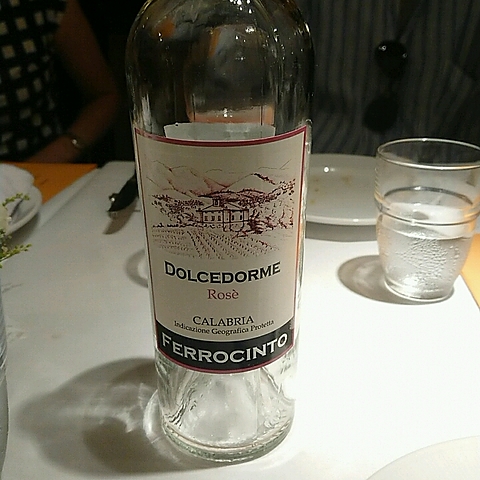 DOLCEDORME
Rosè
CALABRIA
Indicazione Geografica Protetta
FERROCINTO